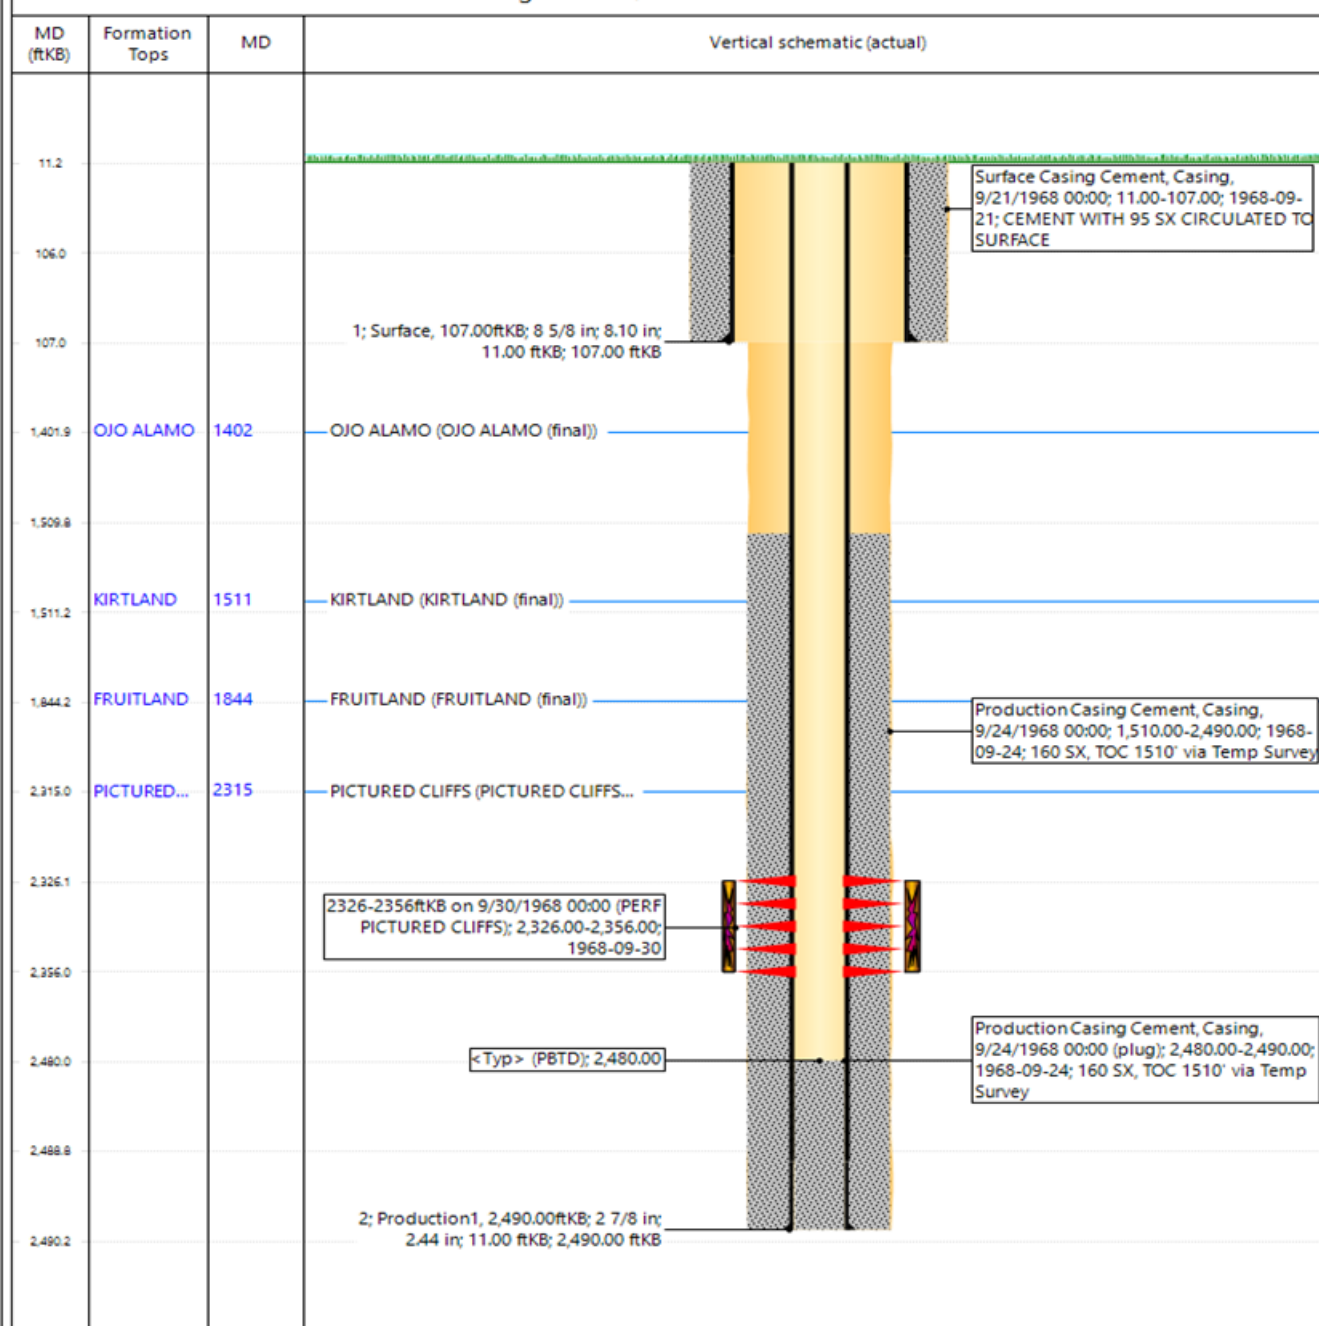 MD
(ftKB)
Formation
Tops
MD
Vertical schematic (actual)
11.2
Surface Casing Cement, Casing,
9/21/1968 00:00; 11.00-107.00; 1968-09-
21; CEMENT WITH 95 SX CIRCULATED TO
SURFACE
106.0
1; Surface, 107.00ftKB; 8 5/8 in; 8.10 in;
11.00 ftKB; 107.00 ftKB
107.0
1,401.9
OJO ALAMO
1402
OJO ALAMO (OJO ALAMO (final))
1,509.8
KIRTLAND
1511
KIRTLAND (KIRTLAND (final))
1,511.2
1,844.2
FRUITLAND
1844
FRUITLAND (FRUITLAND (final))
Production Casing Cement, Casing,
9/24/1968 00:00; 1,510.00-2,490.00; 1968-
09-24; 160 SX, TOC 1510' via Temp Survey
2,315.0
PICTURED...
2315
PICTURED CLIFFS (PICTURED CLIFFS...
2,326.1
2326-2356ftKB on 9/30/1968 00:00 (PERF
PICTURED CLIFFS); 2,326.00-2,356.00;
1968-09-30
2,356.0
2,480.0
<Typ> (PBTD); 2,480.00
Production Casing Cement, Casing,
9/24/1968 00:00 (plug); 2,480.00-2,490.00;
1968-09-24; 160 SX, TOC 1510' via Temp
Survey
2,488.8
2; Production1, 2,490.00ftKB; 2 7/8 in;
2.44 in; 11.00 ftKB; 2,490.00 ftKB
2,490.2